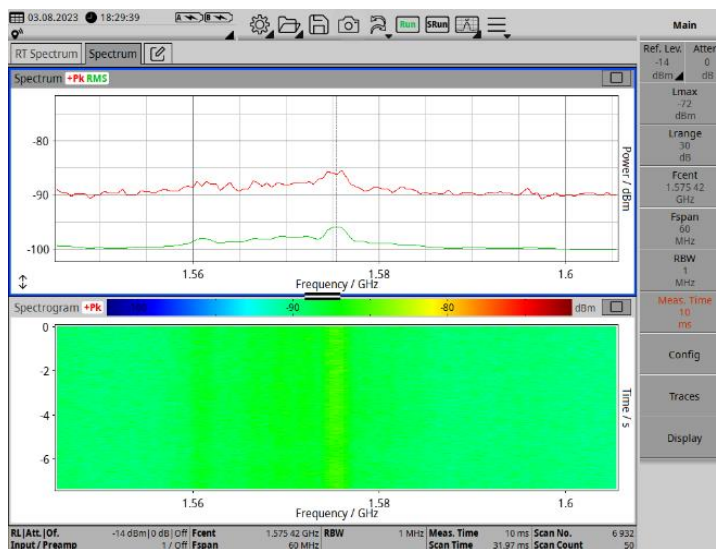 03.08.2023 18:29:39 A B Run SRun Main
RT Spectrum Spectrum
Ref. Lev. Atten
-14 0
dBm dB
Spectrum +Pk RMS
Lmax
-72
dBm
Lrange
30
dB
Fcent
1.575 42
GHz
Fspan
60
MHz
RBW
1
MHz
Meas. Time
10
ms
Config
Traces
Display
-80
-90
-100
Power / dBm
1.56 1.58 1.6
Frequency / GHz
Spectrogram +Pk -100 -90 -80 dBm
0
-2
-4
-6
Time / s
1.56 1.58 1.6
Frequency / GHz
RL|Att.|Of. -14 dBm|0 dB|Off Fcent 1.575 42 GHz RBW 1 MHz Meas. Time 10 ms Scan No. 6 932
Input / Preamp 1 / Off Fspan 60 MHz Scan Time 31.97 ms Scan Count 50